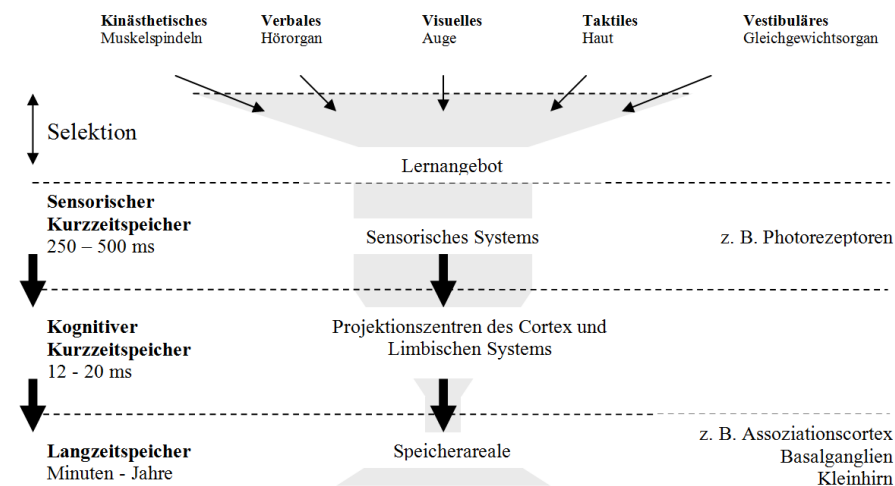 Kinästhetisches
Muskelspindeln
Verbales
Hörorgan
Visuelles
Auge
Taktiles
Haut
Vestibuläres
Gleichgewichtsorgan
Selektion
Lernangebot
Sensorischer
Kurzzeitspeicher
250 – 500 ms
Sensorisches Systems
z. B. Photorezeptoren
Kognitiver
Kurzzeitspeicher
12 - 20 ms
Projektionszentren des Cortex und
Limbischen Systems
Langzeitspeicher
Minuten - Jahre
Speicherareale
z. B. Assoziationscortex
Basalganglien
Kleinhirn